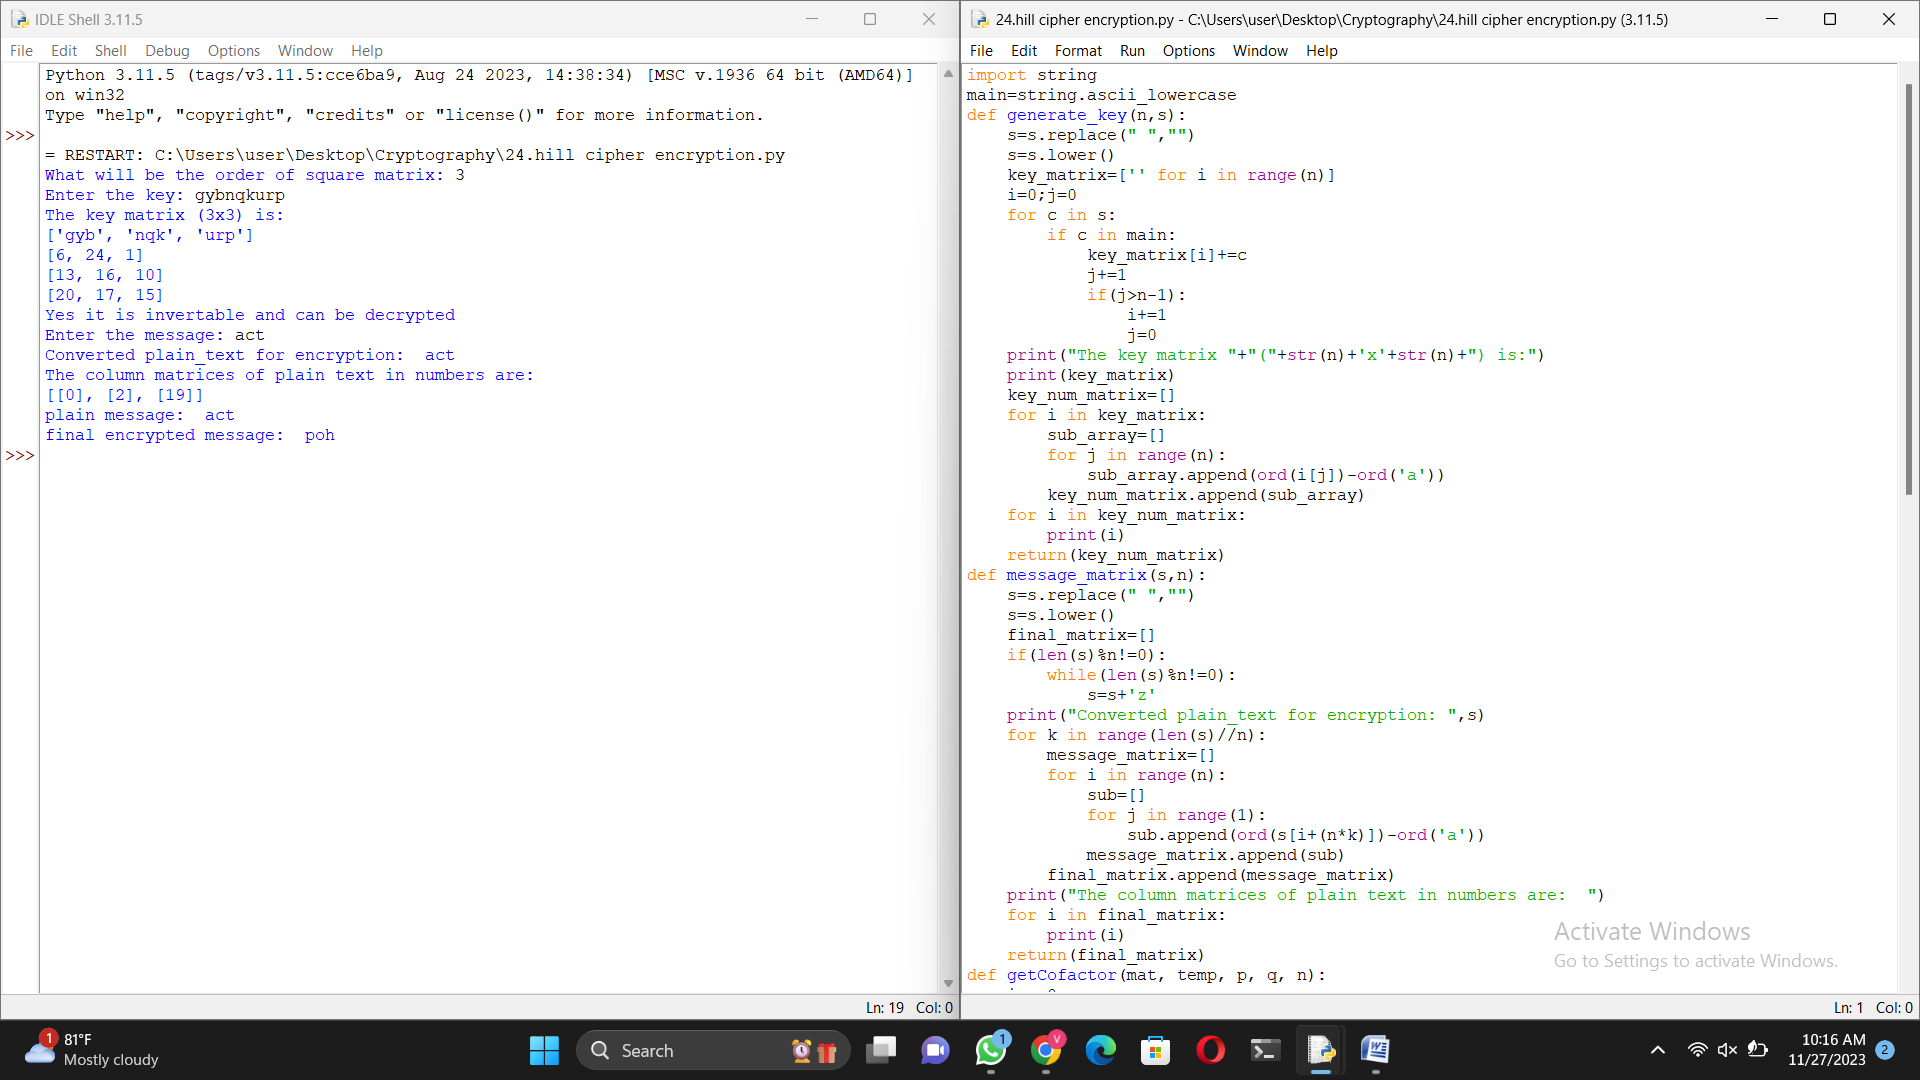 IDLE Shell 3.11.5
File Edit Shell Debug Options Window Help
Python 3.11.5 (tags/v3.11.5:cce6ba9, Aug 24 2023, 14:38:34) [MSC v.1936 64 bit (AMD64)]
on win32
Type "help", "copyright", "credits" or "license()" for more information.
>>>
= RESTART: C:\Users\user\Desktop\Cryptography\24.hill cipher encryption.py
What will be the order of square matrix: 3
Enter the key: gybnqkurp
The key matrix (3x3) is:
['gyb', 'nqk', 'urp']
[6, 24, 1]
[13, 16, 10]
[20, 17, 15]
Yes it is invertable and can be decrypted
Enter the message: act
Converted plain_text for encryption:  act
The column matrices of plain text in numbers are:
[[0], [2], [19]]
plain message:  act
final encrypted message:  poh
>>>
Ln: 19 Col: 0
24.hill cipher encryption.py - C:\Users\user\Desktop\Cryptography\24.hill cipher encryption.py (3.11.5)
File Edit Format Run Options Window Help
import string
main=string.ascii_lowercase
def generate_key(n,s):
    s=s.replace(" ","")
    s=s.lower()
    key_matrix=['' for i in range(n)]
    i=0;j=0
    for c in s:
        if c in main:
            key_matrix[i]+=c
            j+=1
            if(j>n-1):
                i+=1
                j=0
    print("The key matrix "+"("+str(n)+'x'+str(n)+") is:")
    print(key_matrix)
    key_num_matrix=[]
    for i in key_matrix:
        sub_array=[]
        for j in range(n):
            sub_array.append(ord(i[j])-ord('a'))
        key_num_matrix.append(sub_array)
    for i in key_num_matrix:
        print(i)
    return(key_num_matrix)
def message_matrix(s,n):
    s=s.replace(" ","")
    s=s.lower()
    final_matrix=[]
    if(len(s)%n!=0):
        while(len(s)%n!=0):
            s=s+'z'
    print("Converted plain_text for encryption: ",s)
    for k in range(len(s)//n):
        message_matrix=[]
        for i in range(n):
            sub=[]
            for j in range(1):
                sub.append(ord(s[i+(n*k)])-ord('a'))
            message_matrix.append(sub)
        final_matrix.append(message_matrix)
    print("The column matrices of plain text in numbers are:  ")
    for i in final_matrix:
        print(i)
    return(final_matrix)
def getCofactor(mat, temp, p, q, n):
Activate Windows
Go to Settings to activate Windows.
Ln: 1 Col: 0
1
81°F
Mostly cloudy
Search
1
V
10:16 AM
11/27/2023
2